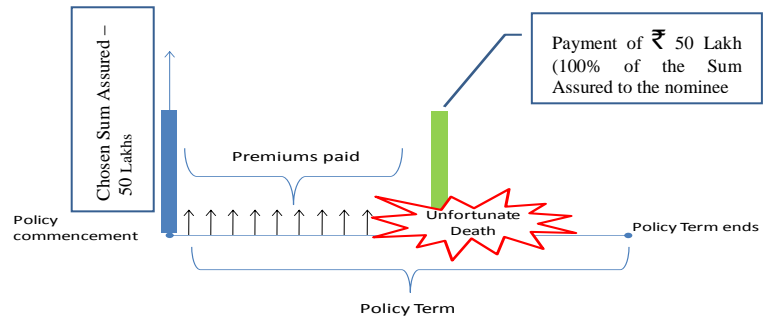 Chosen Sum Assured –
50 Lakhs
Payment of ₹ 50 Lakh
(100% of the Sum
Assured to the nominee
Premiums paid
Policy
commencement
Unfortunate
Death
Policy Term ends
Policy Term